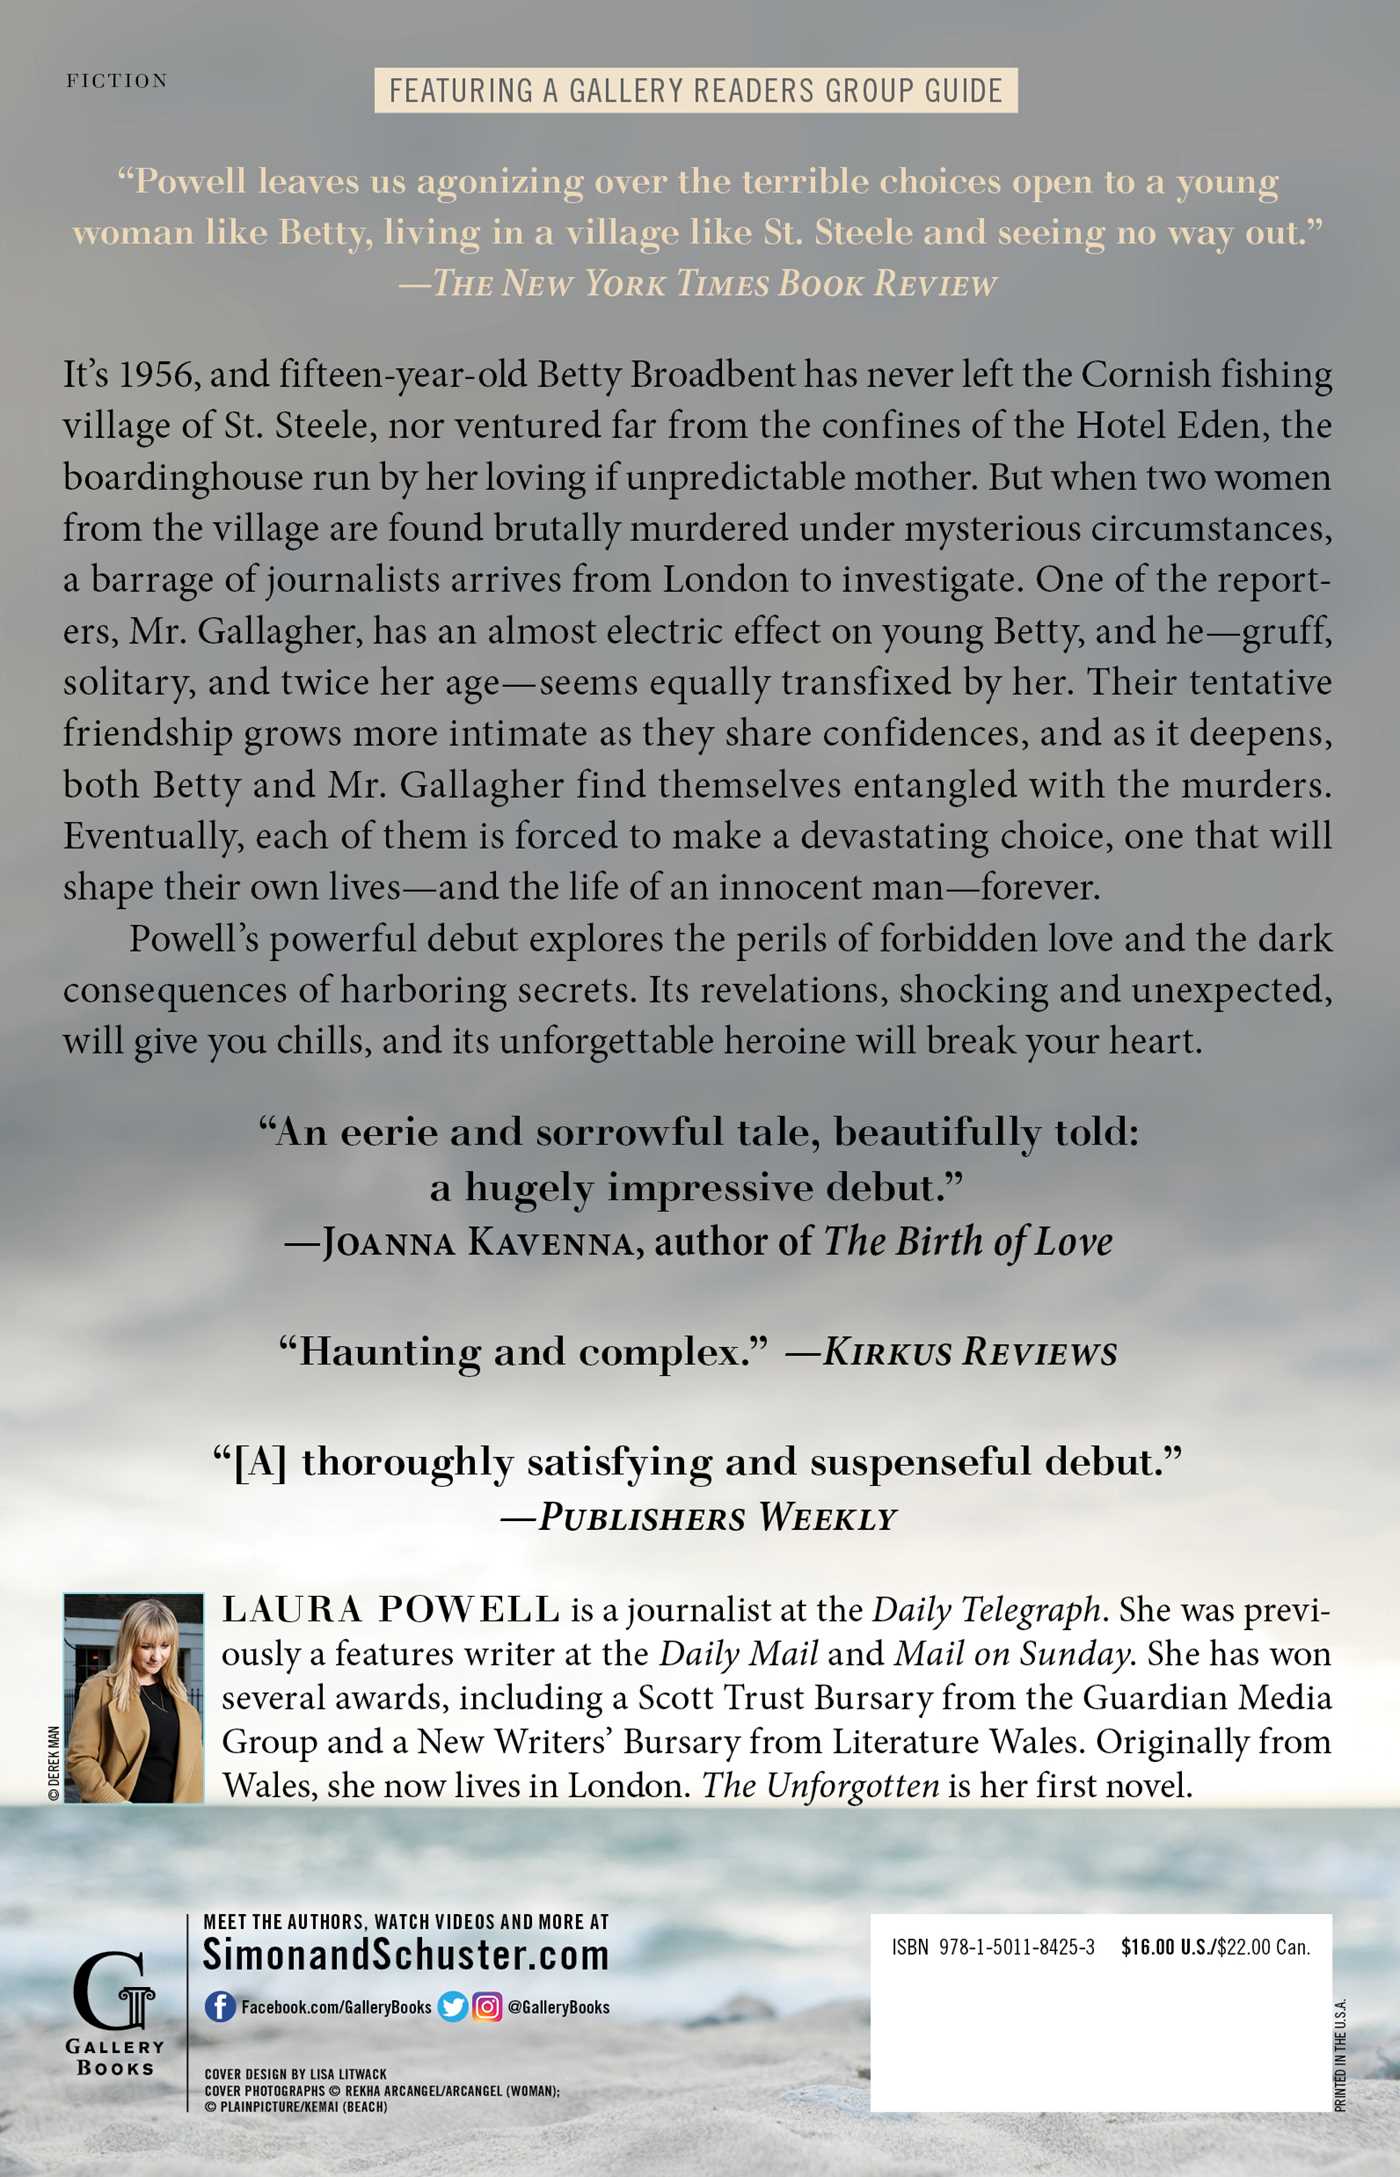 FICTION
FEATURING A GALLERY READERS GROUP GUIDE
“Powell leaves us agonizing over the terrible choices open to a young
woman like Betty, living in a village like St. Steele and seeing no way out.”
—THE NEW YORK TIMES BOOK REVIEW
It’s 1956, and fifteen-year-old Betty Broadbent has never left the Cornish fishing
village of St. Steele, nor ventured far from the confines of the Hotel Eden, the
boardinghouse run by her loving if unpredictable mother. But when two women
from the village are found brutally murdered under mysterious circumstances,
a barrage of journalists arrives from London to investigate. One of the report-
ers, Mr. Gallagher, has an almost electric effect on young Betty, and he—gruff,
solitary, and twice her age—seems equally transfixed by her. Their tentative
friendship grows more intimate as they share confidences, and as it deepens,
both Betty and Mr. Gallagher find themselves entangled with the murders.
Eventually, each of them is forced to make a devastating choice, one that will
shape their own lives—and the life of an innocent man—forever.
Powell’s powerful debut explores the perils of forbidden love and the dark
consequences of harboring secrets. Its revelations, shocking and unexpected,
will give you chills, and its unforgettable heroine will break your heart.
“An eerie and sorrowful tale, beautifully told:
a hugely impressive debut.”
—JOANNA KAVENNA, author of The Birth of Love
“Haunting and complex.” —KIRKUS REVIEWS
“[A] thoroughly satisfying and suspenseful debut.”
—PUBLISHERS WEEKLY
© DEREK MAN
LAURA POWELL is a journalist at the Daily Telegraph. She was previ-
ously a features writer at the Daily Mail and Mail on Sunday. She has won
several awards, including a Scott Trust Bursary from the Guardian Media
Group and a New Writers’ Bursary from Literature Wales. Originally from
Wales, she now lives in London. The Unforgotten is her first novel.
G
GALLERY
BOOKS
MEET THE AUTHORS, WATCH VIDEOS AND MORE AT
SimonandSchuster.com
Facebook.com/GalleryBooks @GalleryBooks
COVER DESIGN BY LISA LITWACK
COVER PHOTOGRAPHS © REKHA ARCANGEL/ARCANGEL (WOMAN);
© PLAINPICTURE/KEMAI (BEACH)
ISBN 978-1-5011-8425-3 $16.00 U.S./$22.00 Can.
PRINTED IN THE U.S.A.